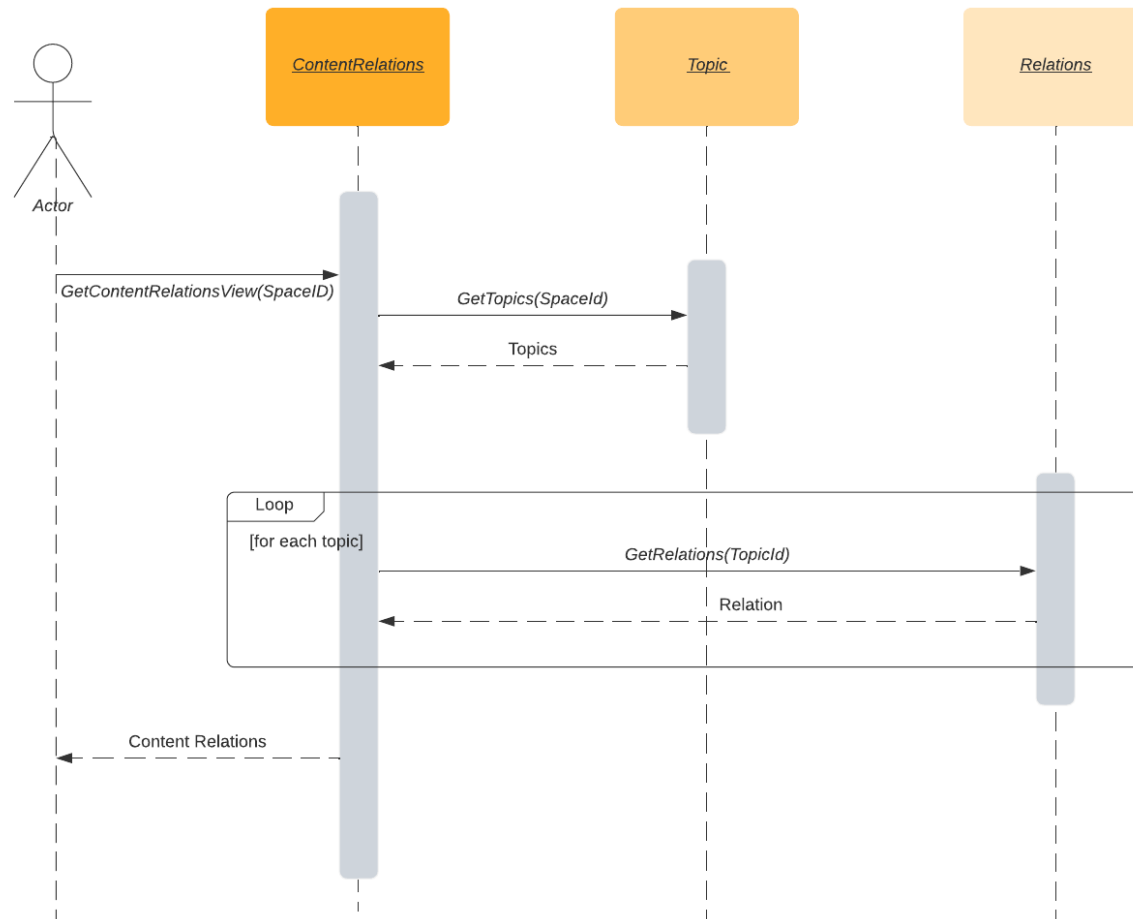 ContentRelations
Topic
Relations
Actor
GetContentRelationsView(SpaceID)
GetTopics(SpaceId)
Topics
Loop
[for each topic]
GetRelations(TopicId)
Relation
Content Relations